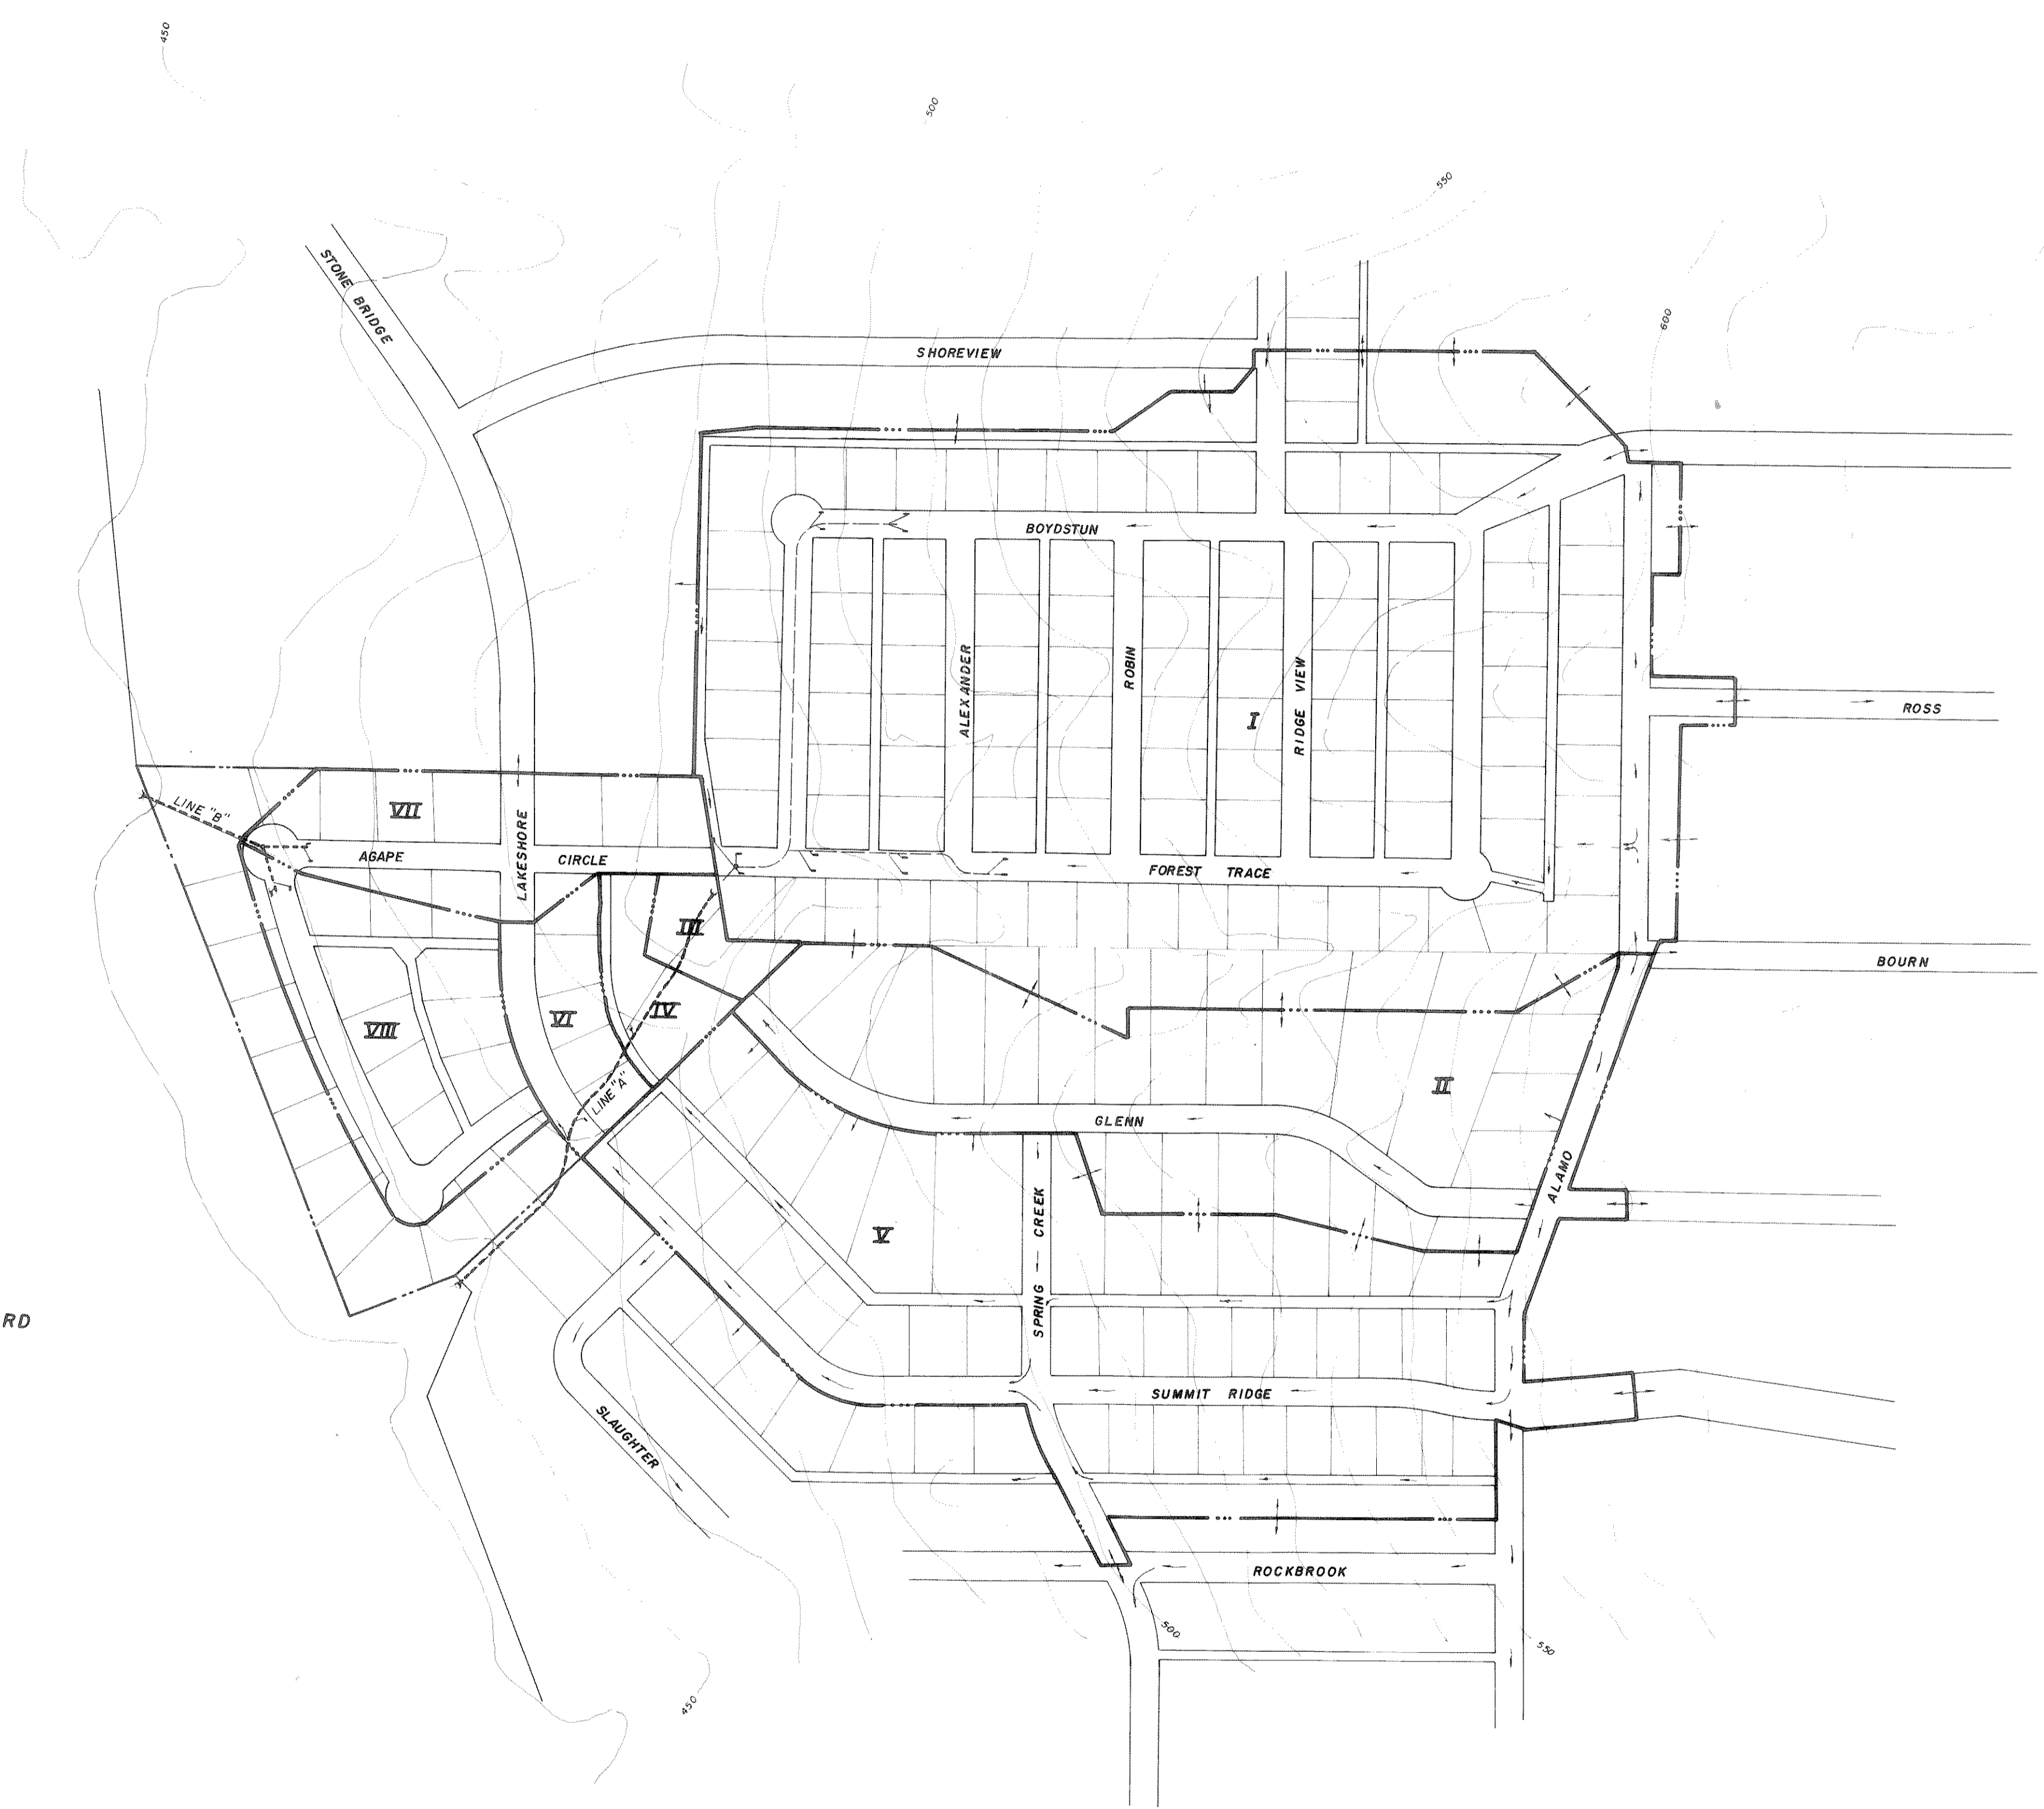 450
500
550
600
STONE BRIDGE
SHOREVIEW
BOYDSTUN
ALEXANDER
ROBIN
RIDGE VIEW
I
ROSS
LINE "B"
VII
LAKESHORE
AGAPE
CIRCLE
FOREST TRACE
III
BOURN
IV
VI
VIII
II
LINE "A"
GLENN
ALAMO
SPRING CREEK
V
RD
SUMMIT RIDGE
SLAUGHTER
ROCKBROOK
500
550
450